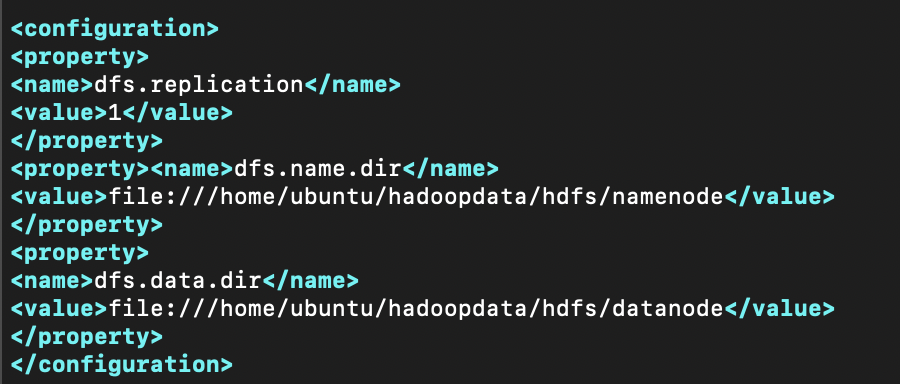 <configuration>
<property>
<name>dfs.replication</name>
<value>1</value>
</property>
<property><name>dfs.name.dir</name>
<value>file:///home/ubuntu/hadoopdata/hdfs/namenode</value>
</property>
<property>
<name>dfs.data.dir</name>
<value>file:///home/ubuntu/hadoopdata/hdfs/datanode</value>
</property>
</configuration>